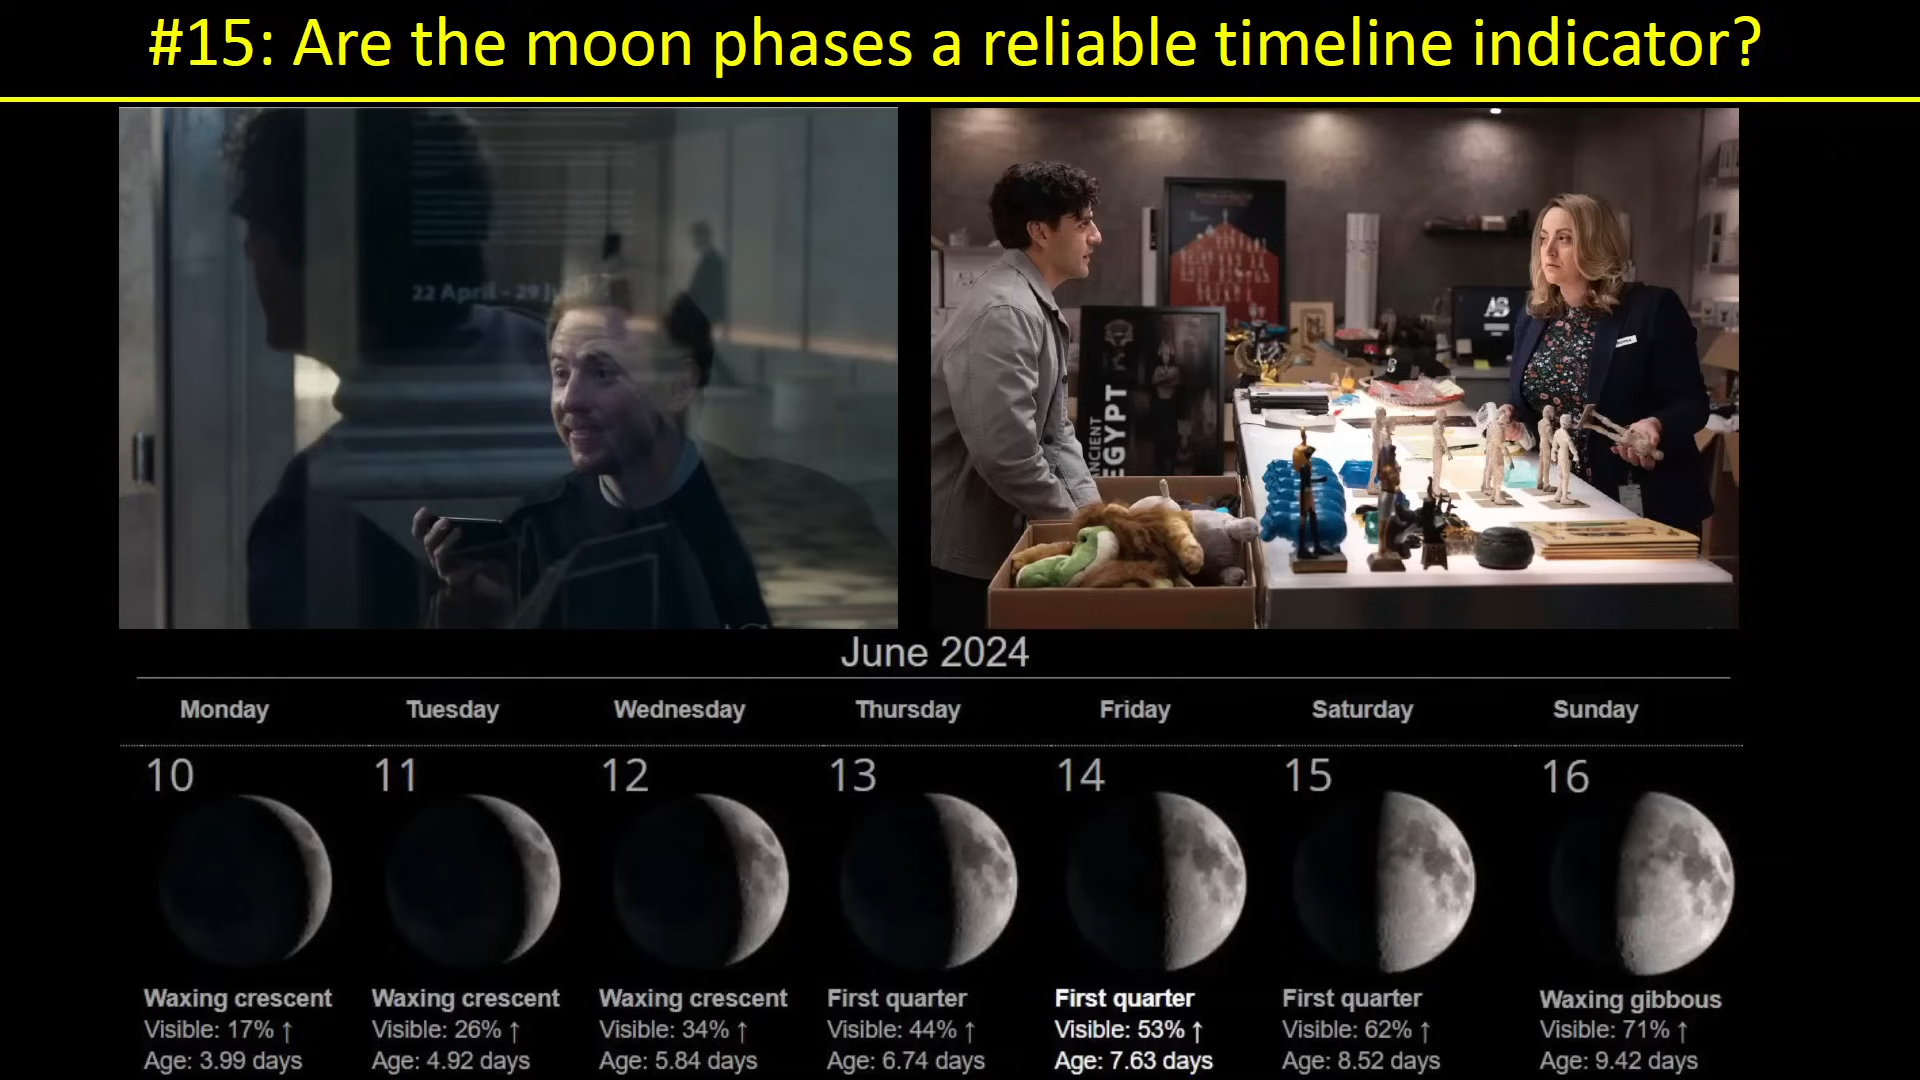 #15: Are the moon phases a reliable timeline indicator?
22 April - 29
ANCIENT
EGYPT
AS
June 2024
Monday Tuesday Wednesday Thursday Friday Saturday Sunday
10 11 12 13 14 15 16
Waxing crescent Waxing crescent Waxing crescent First quarter First quarter First quarter Waxing gibbous
Visible: 17% ↑ Visible: 26% ↑ Visible: 34% ↑ Visible: 44% ↑ Visible: 53% ↑ Visible: 62% ↑ Visible: 71% ↑
Age: 3.99 days Age: 4.92 days Age: 5.84 days Age: 6.74 days Age: 7.63 days Age: 8.52 days Age: 9.42 days